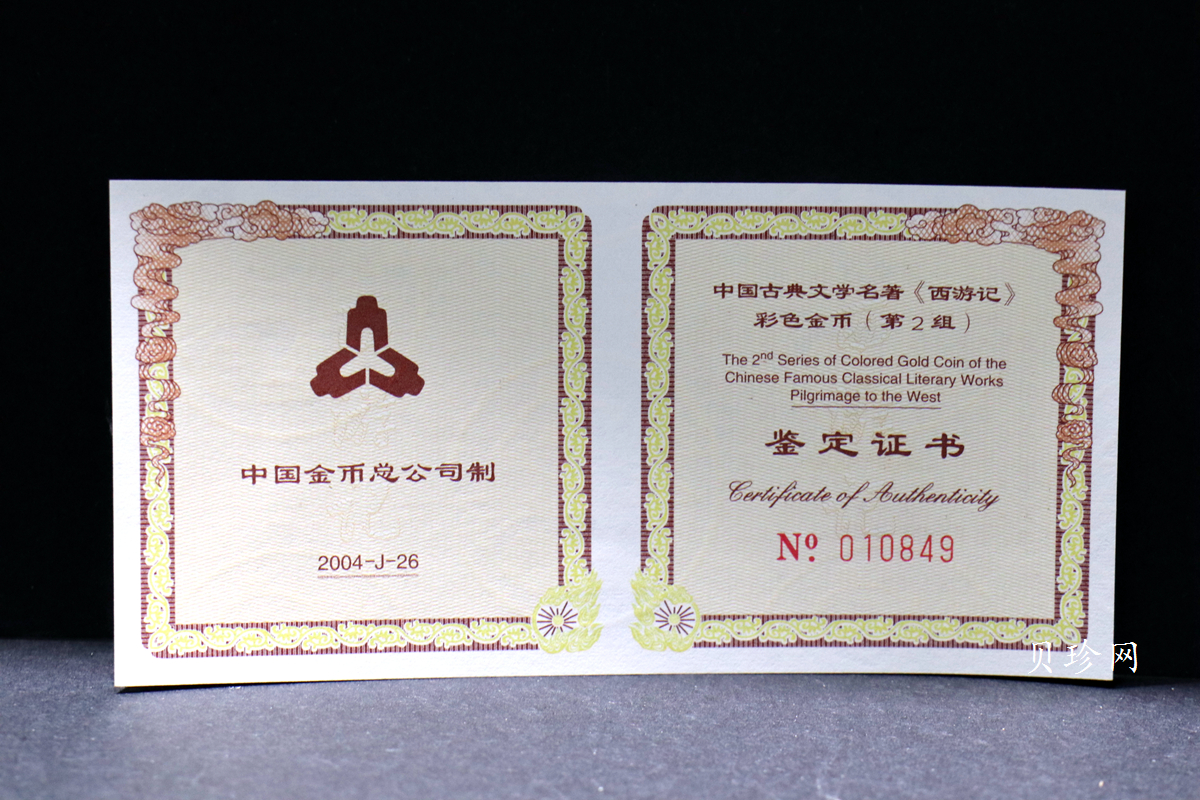 中国金币总公司制
2004-J-26
中国古典文学名著《西游记》
彩色金币（第2组）
The 2nd Series of Colored Gold Coin of the
Chinese Famous Classical Literary Works
Pilgrimage to the West
鉴定证书
Certificate of Authenticity
Nº 010849
贝珍网